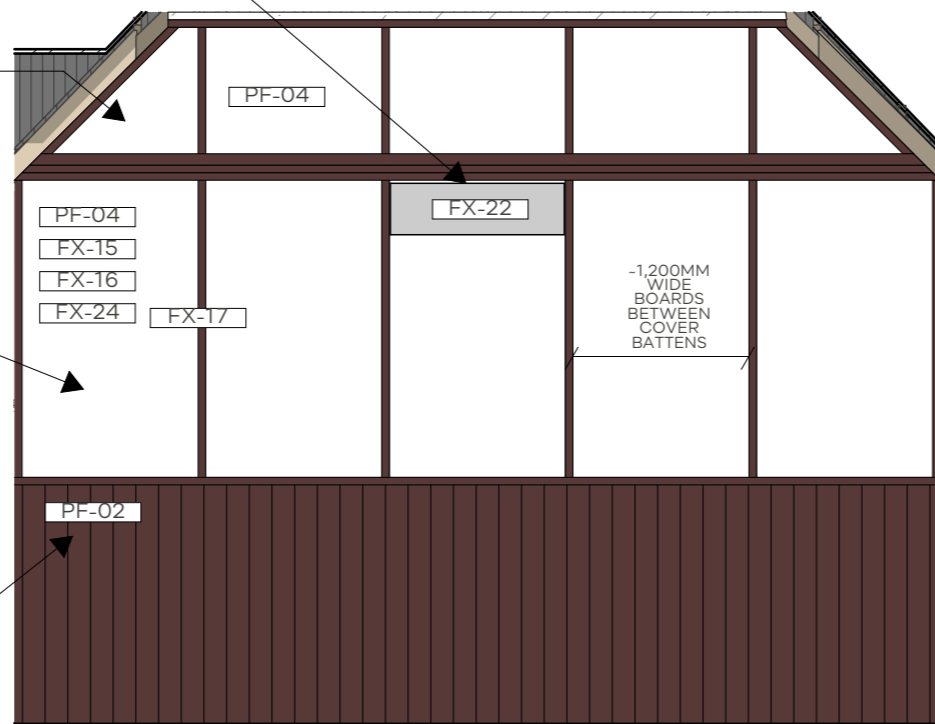 PF-04
PF-04
FX-15
FX-16
FX-24
FX-17
FX-22
~1,200MM
WIDE
BOARDS
BETWEEN
COVER
BATTENS
PF-02